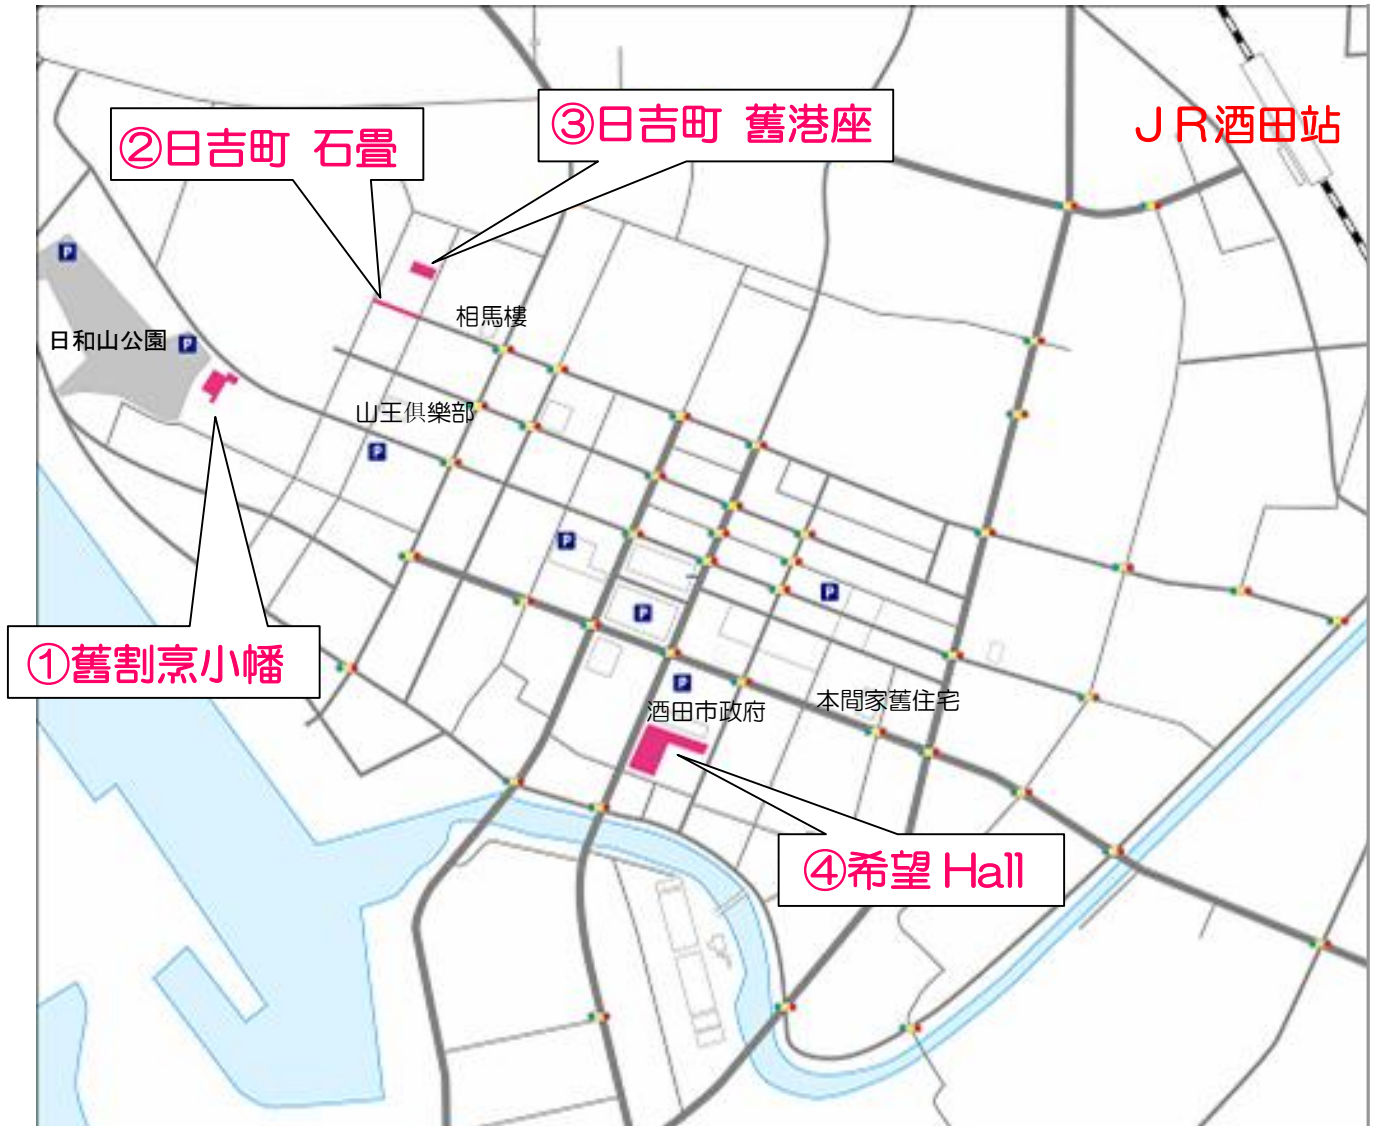 ③日吉町 舊港座
JR酒田站
②日吉町 石畳
P
相馬樓
日和山公園
P
山王俱樂部
P
P
P
P
①舊割烹小幡
P
本間家舊住宅
酒田市政府
④希望 Hall